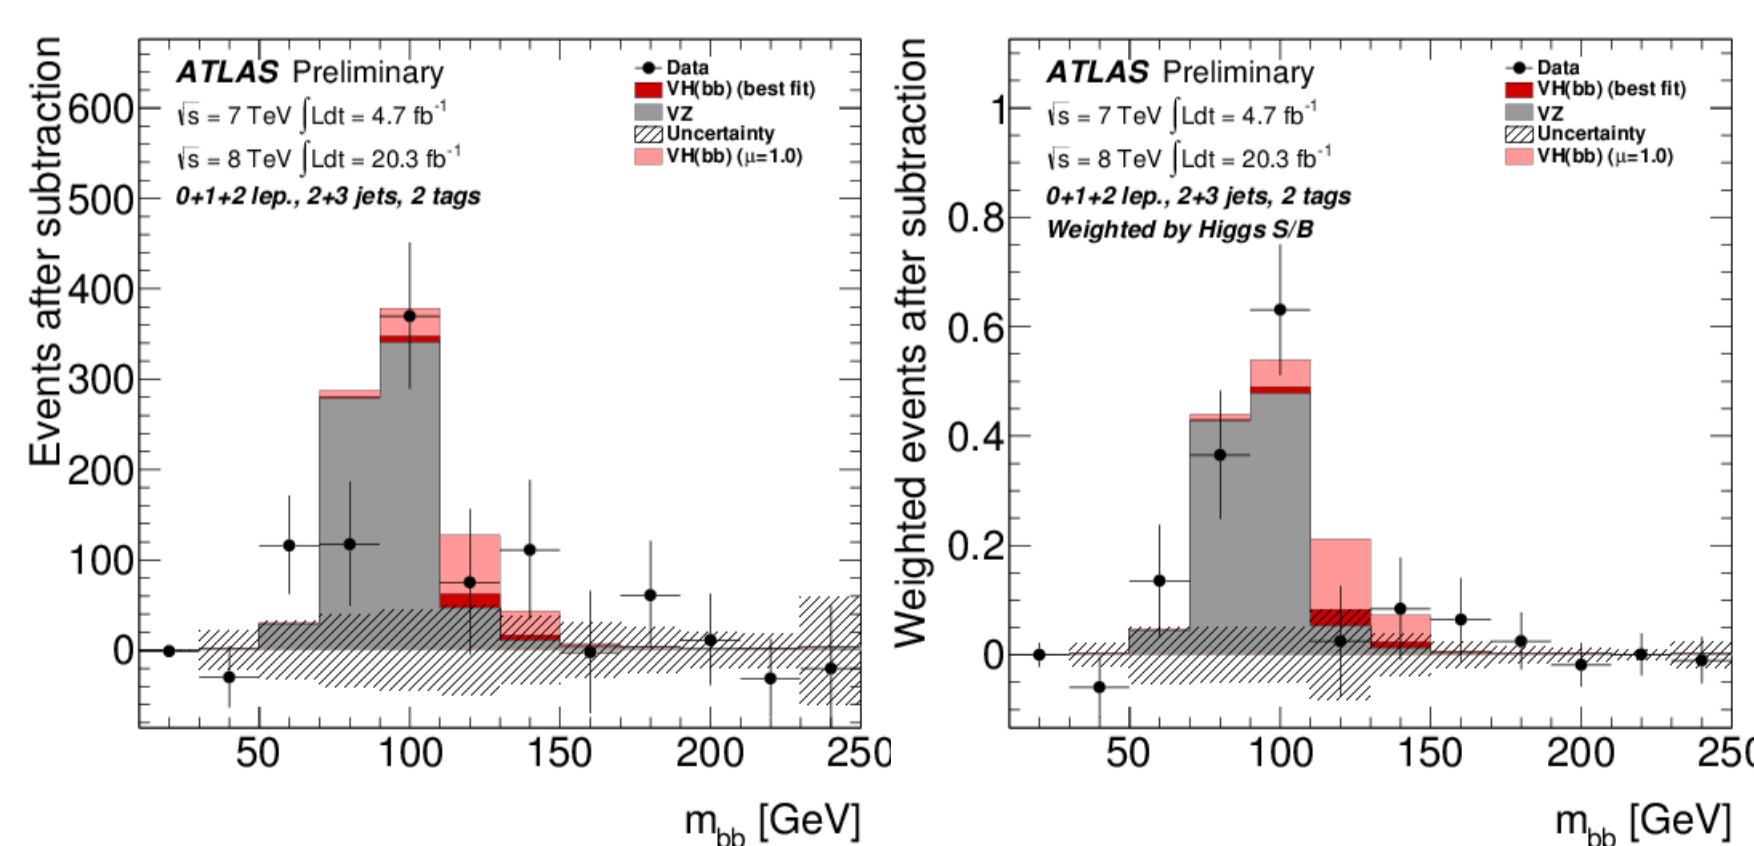 Events after subtraction
600
500
400
300
200
100
0
ATLAS Preliminary
√s = 7 TeV ∫Ldt = 4.7 fb⁻¹
√s = 8 TeV ∫Ldt = 20.3 fb⁻¹
0+1+2 lep., 2+3 jets, 2 tags
Data
VH(bb) (best fit)
VZ
Uncertainty
VH(bb) (μ=1.0)
50 100 150 200 250
m_bb [GeV]
Weighted events after subtraction
1
0.8
0.6
0.4
0.2
0
ATLAS Preliminary
√s = 7 TeV ∫Ldt = 4.7 fb⁻¹
√s = 8 TeV ∫Ldt = 20.3 fb⁻¹
0+1+2 lep., 2+3 jets, 2 tags
Weighted by Higgs S/B
Data
VH(bb) (best fit)
VZ
Uncertainty
VH(bb) (μ=1.0)
50 100 150 200 250
m_bb [GeV]